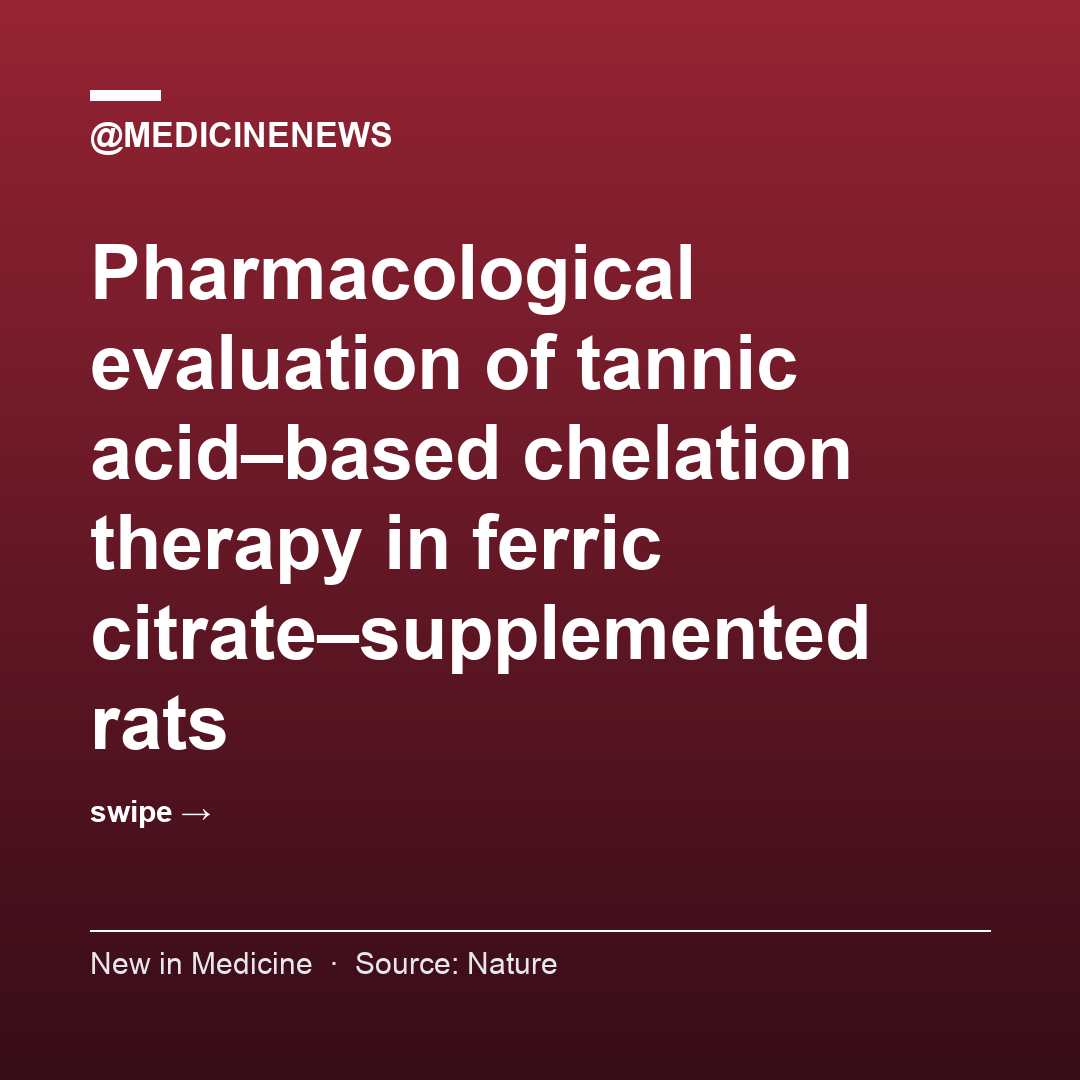 @MEDICINENEWS
Pharmacological
evaluation of tannic
acid–based chelation
therapy in ferric
citrate–supplemented
rats
swipe →
New in Medicine · Source: Nature